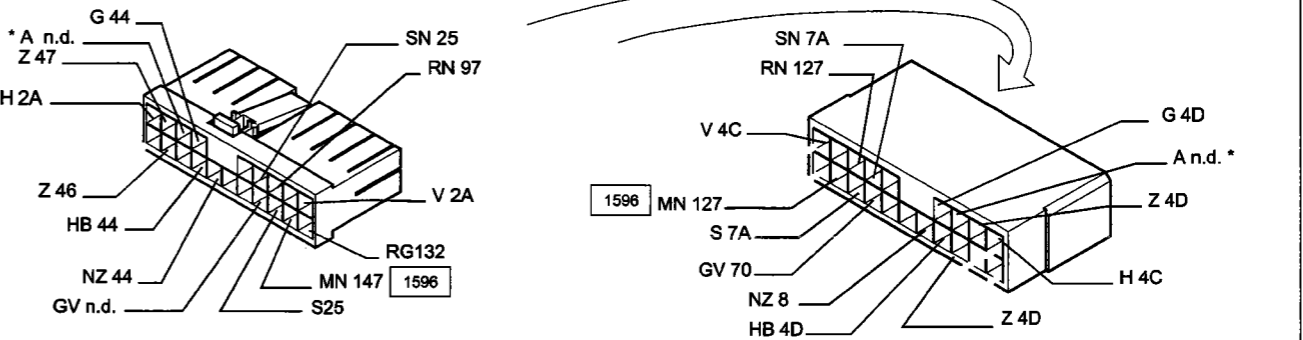 G 44
* A n.d.
Z 47
H 2A
SN 25
RN 97
Z 46
HB 44
NZ 44
GV n.d.
V 2A
RG132
MN 147 1596
S25
SN 7A
RN 127
V 4C
1596 MN 127
S 7A
GV 70
NZ 8
HB 4D
G 4D
A n.d. *
Z 4D
H 4C
Z 4D